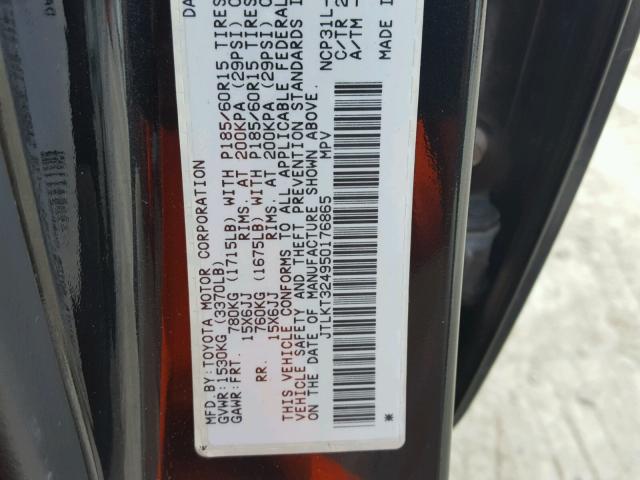 MFD. BY: TOYOTA MOTOR CORPORATION DA
GVWR: 1530KG (3370LB)
GAWR: FRT. 780KG (1715LB) WITH P185/60R15 TIRES
15X6JJ RIMS. AT 200KPA (29PSI) C
RR. 760KG (1675LB) WITH P185/60R15 TIRES
15X6JJ RIMS. AT 200KPA (29PSI) C
THIS VEHICLE CONFORMS TO ALL APPLICABLE FEDERAL
VEHICLE SAFETY AND THEFT PREVENTION STANDARDS I
ON THE DATE OF MANUFACTURE SHOWN ABOVE.
JTLKT324950176865 MPV NCP31L-
C/TR 2
A/TM -
* MADE I